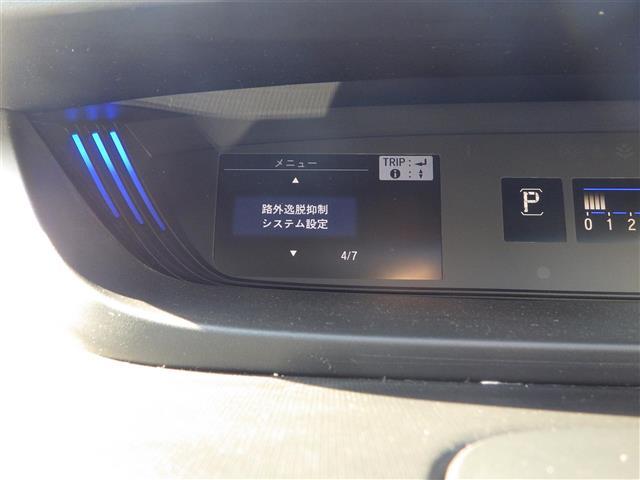 メニュー
TRIP:↲
ℹ:♦
▲
路外逸脱抑制
システム設定
▼ 4/7
P
0 1 2